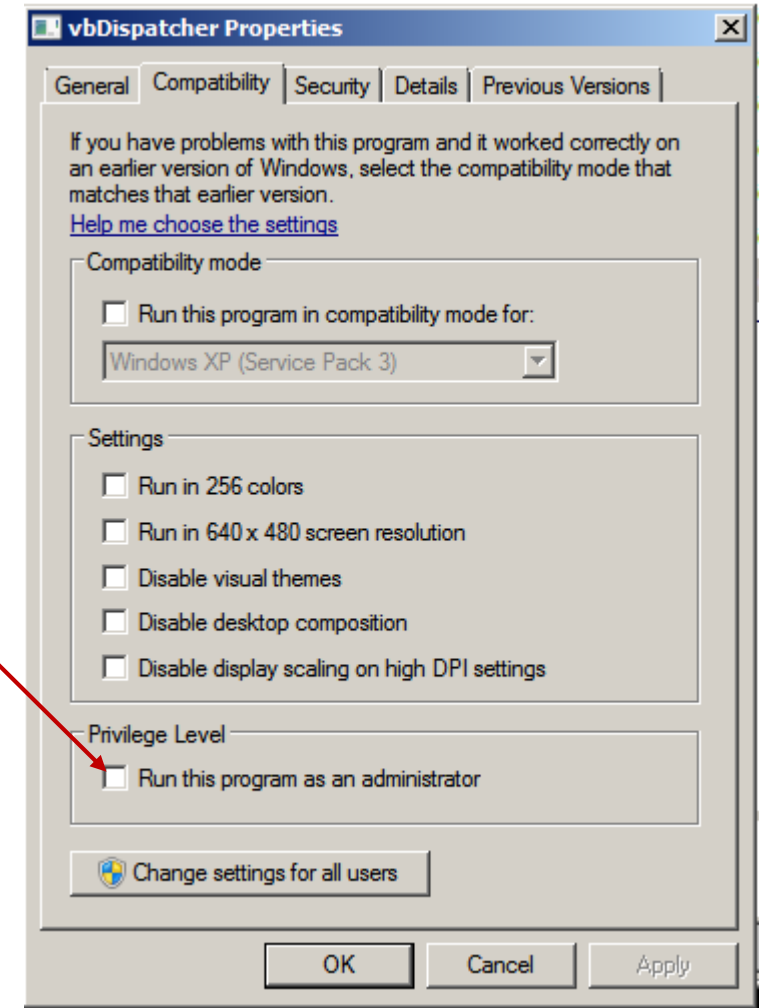 vbDispatcher Properties
General Compatibility Security Details Previous Versions
If you have problems with this program and it worked correctly on
an earlier version of Windows, select the compatibility mode that
matches that earlier version.
Help me choose the settings
Compatibility mode
Run this program in compatibility mode for:
Windows XP (Service Pack 3)
Settings
Run in 256 colors
Run in 640 x 480 screen resolution
Disable visual themes
Disable desktop composition
Disable display scaling on high DPI settings
Privilege Level
Run this program as an administrator
Change settings for all users
OK Cancel Apply